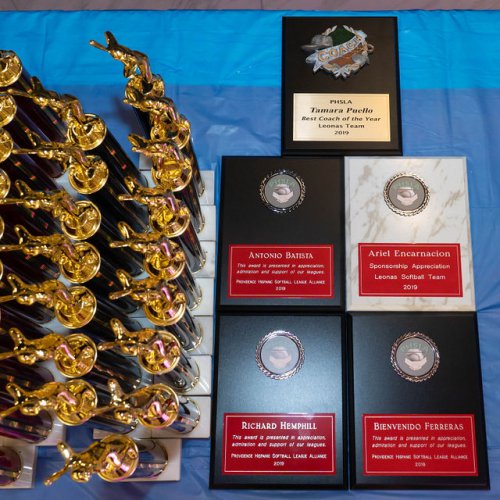 COACH
PHSLA
Tamara Puello
Best Coach of the Year
Leonas Team
2019
Antonio Batista
This award is presented in appreciation,
admiration and support of our leagues.
Providence Hispanic Softball League Alliance
2019
Ariel Encarnacion
Sponsorship Appreciation
Leonas Softball Team
2019
Richard Hemphill
This award is presented in appreciation,
admiration and support of our leagues.
Providence Hispanic Softball League Alliance
2019
Bienvenido Ferreras
This award is presented in appreciation,
admiration and support of our leagues.
Providence Hispanic Softball League Alliance
2019